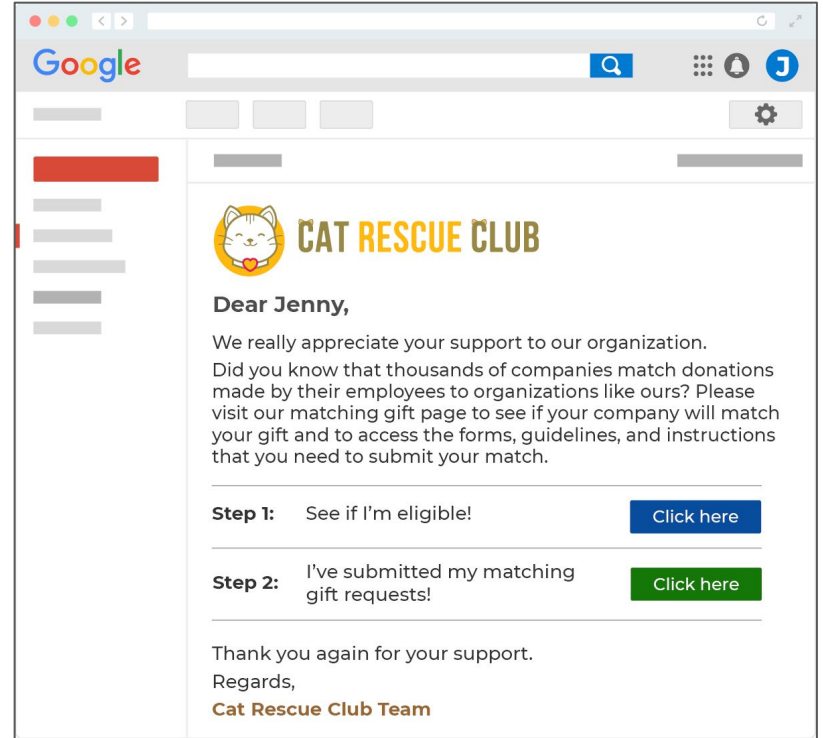 Google
J
CAT RESCUE CLUB
Dear Jenny,
We really appreciate your support to our organization.
Did you know that thousands of companies match donations
made by their employees to organizations like ours? Please
visit our matching gift page to see if your company will match
your gift and to access the forms, guidelines, and instructions
that you need to submit your match.
Step 1: See if I'm eligible! Click here
Step 2: I've submitted my matching
gift requests! Click here
Thank you again for your support.
Regards,
Cat Rescue Club Team